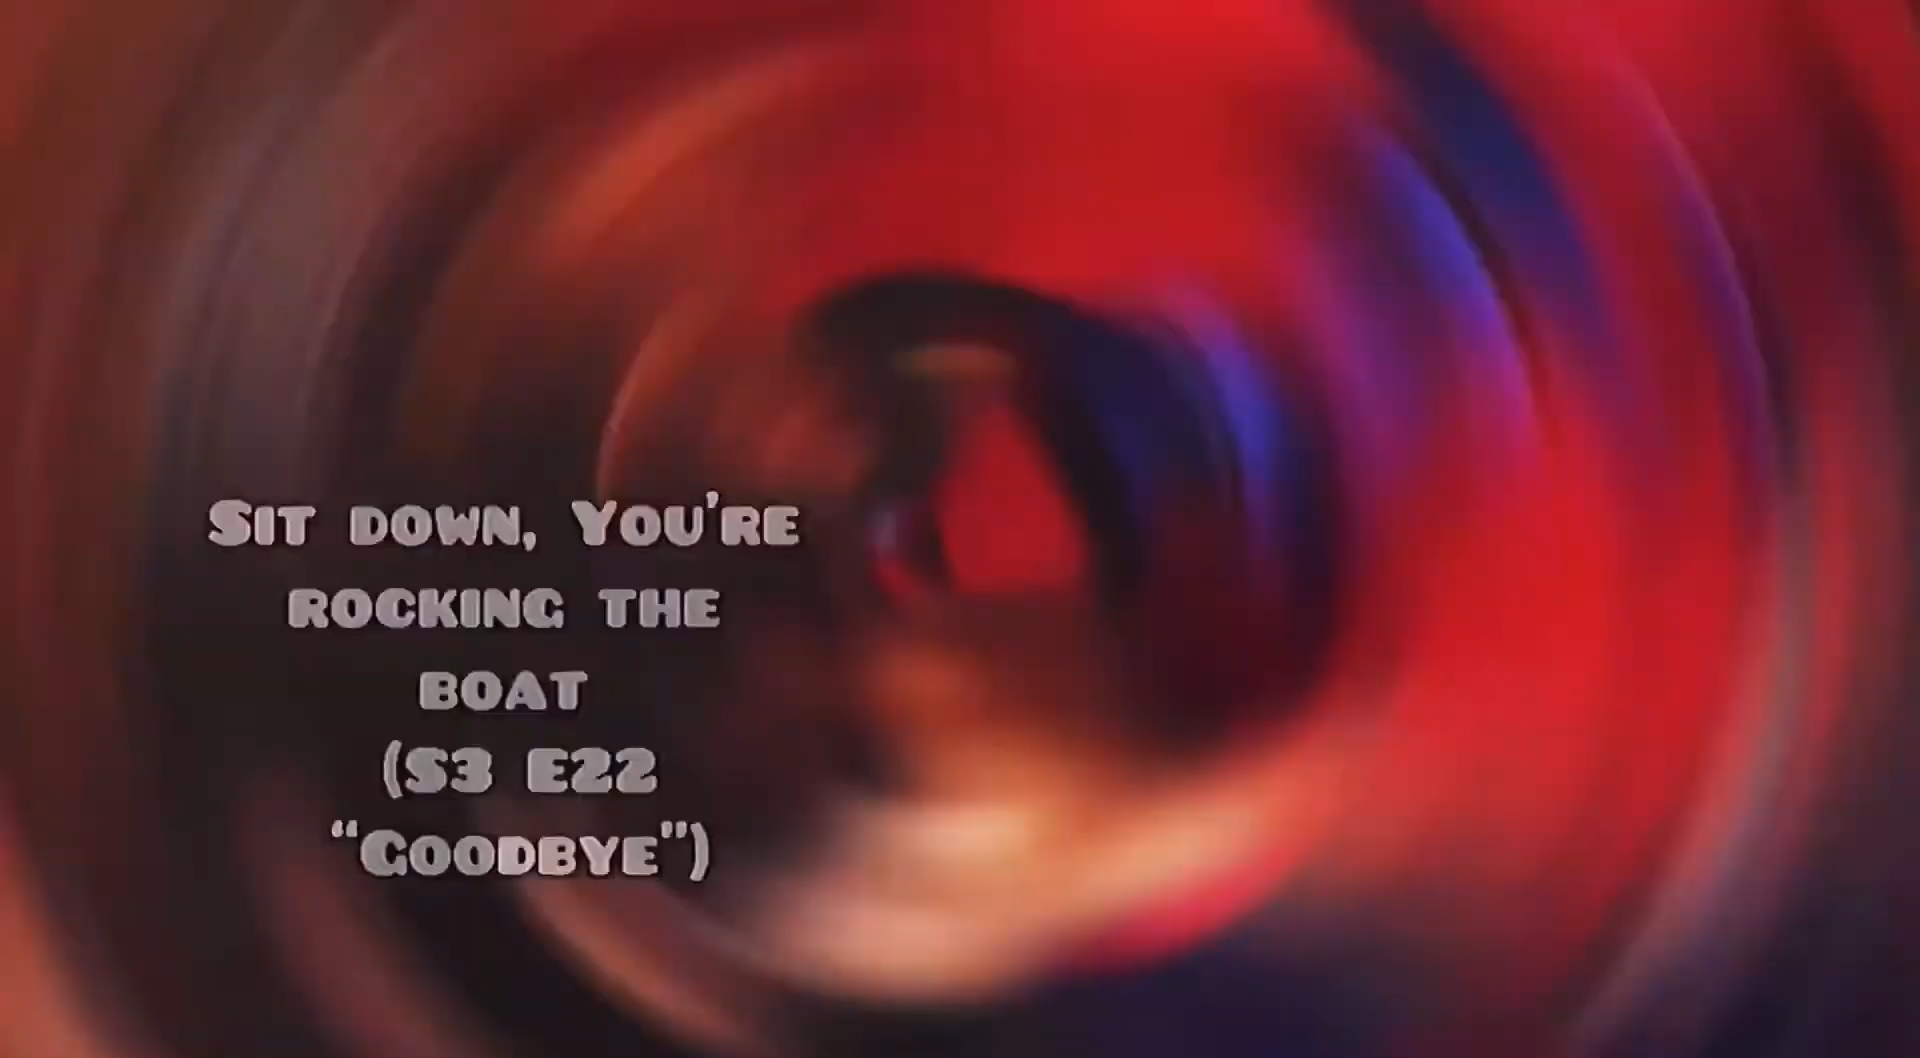 Sit down, You're
rocking the
boat
(S3 E22
“Goodbye”)